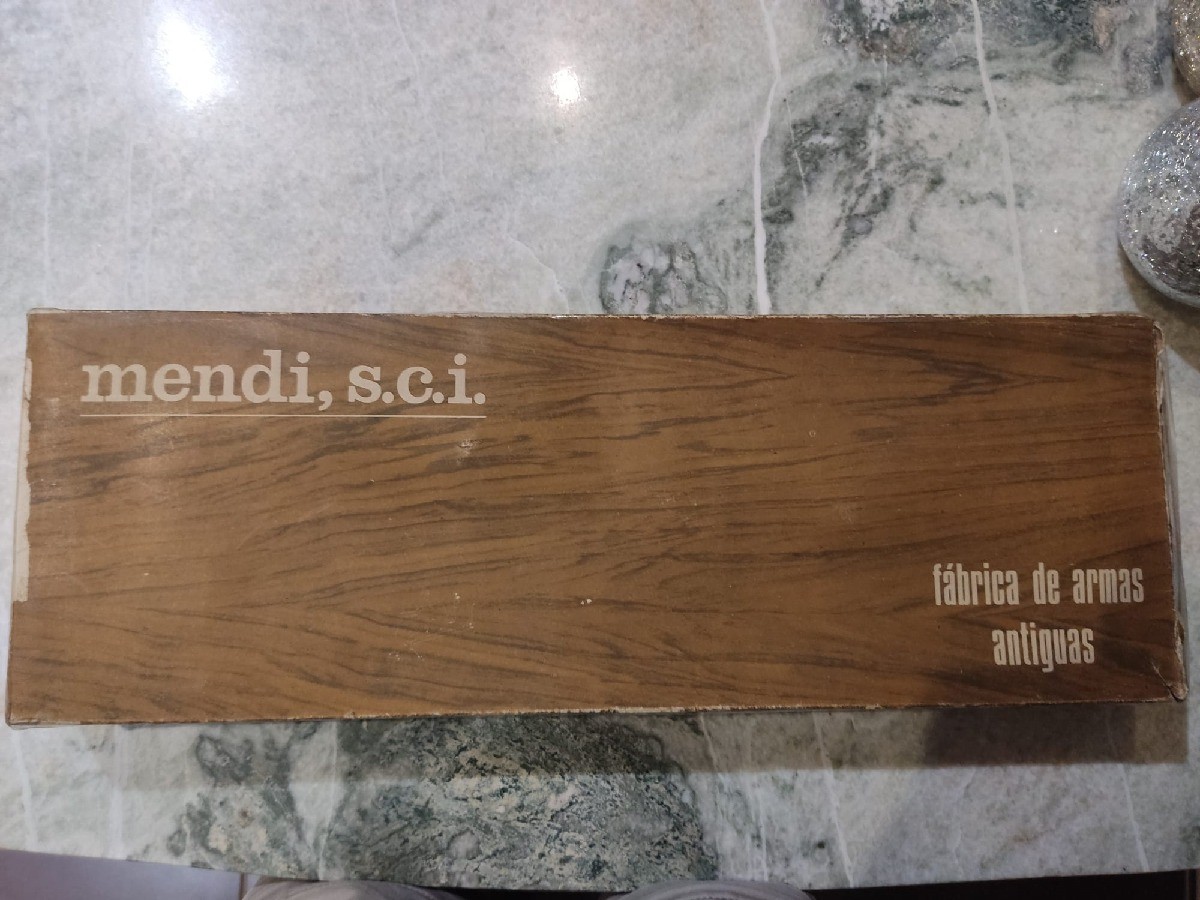 mendi, s.c.i.
fábrica de armas
antiguas